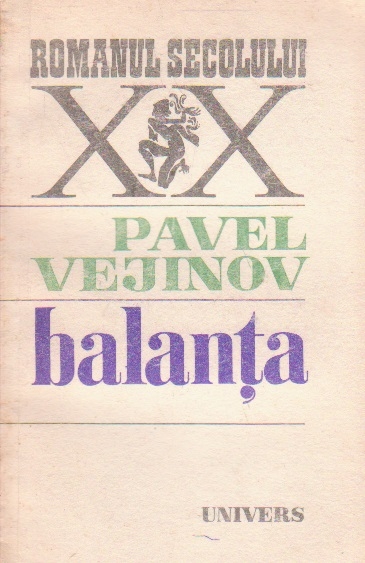 ROMANUL SECOLULUI
XX
PAVEL
VEJINOV
balanța
UNIVERS